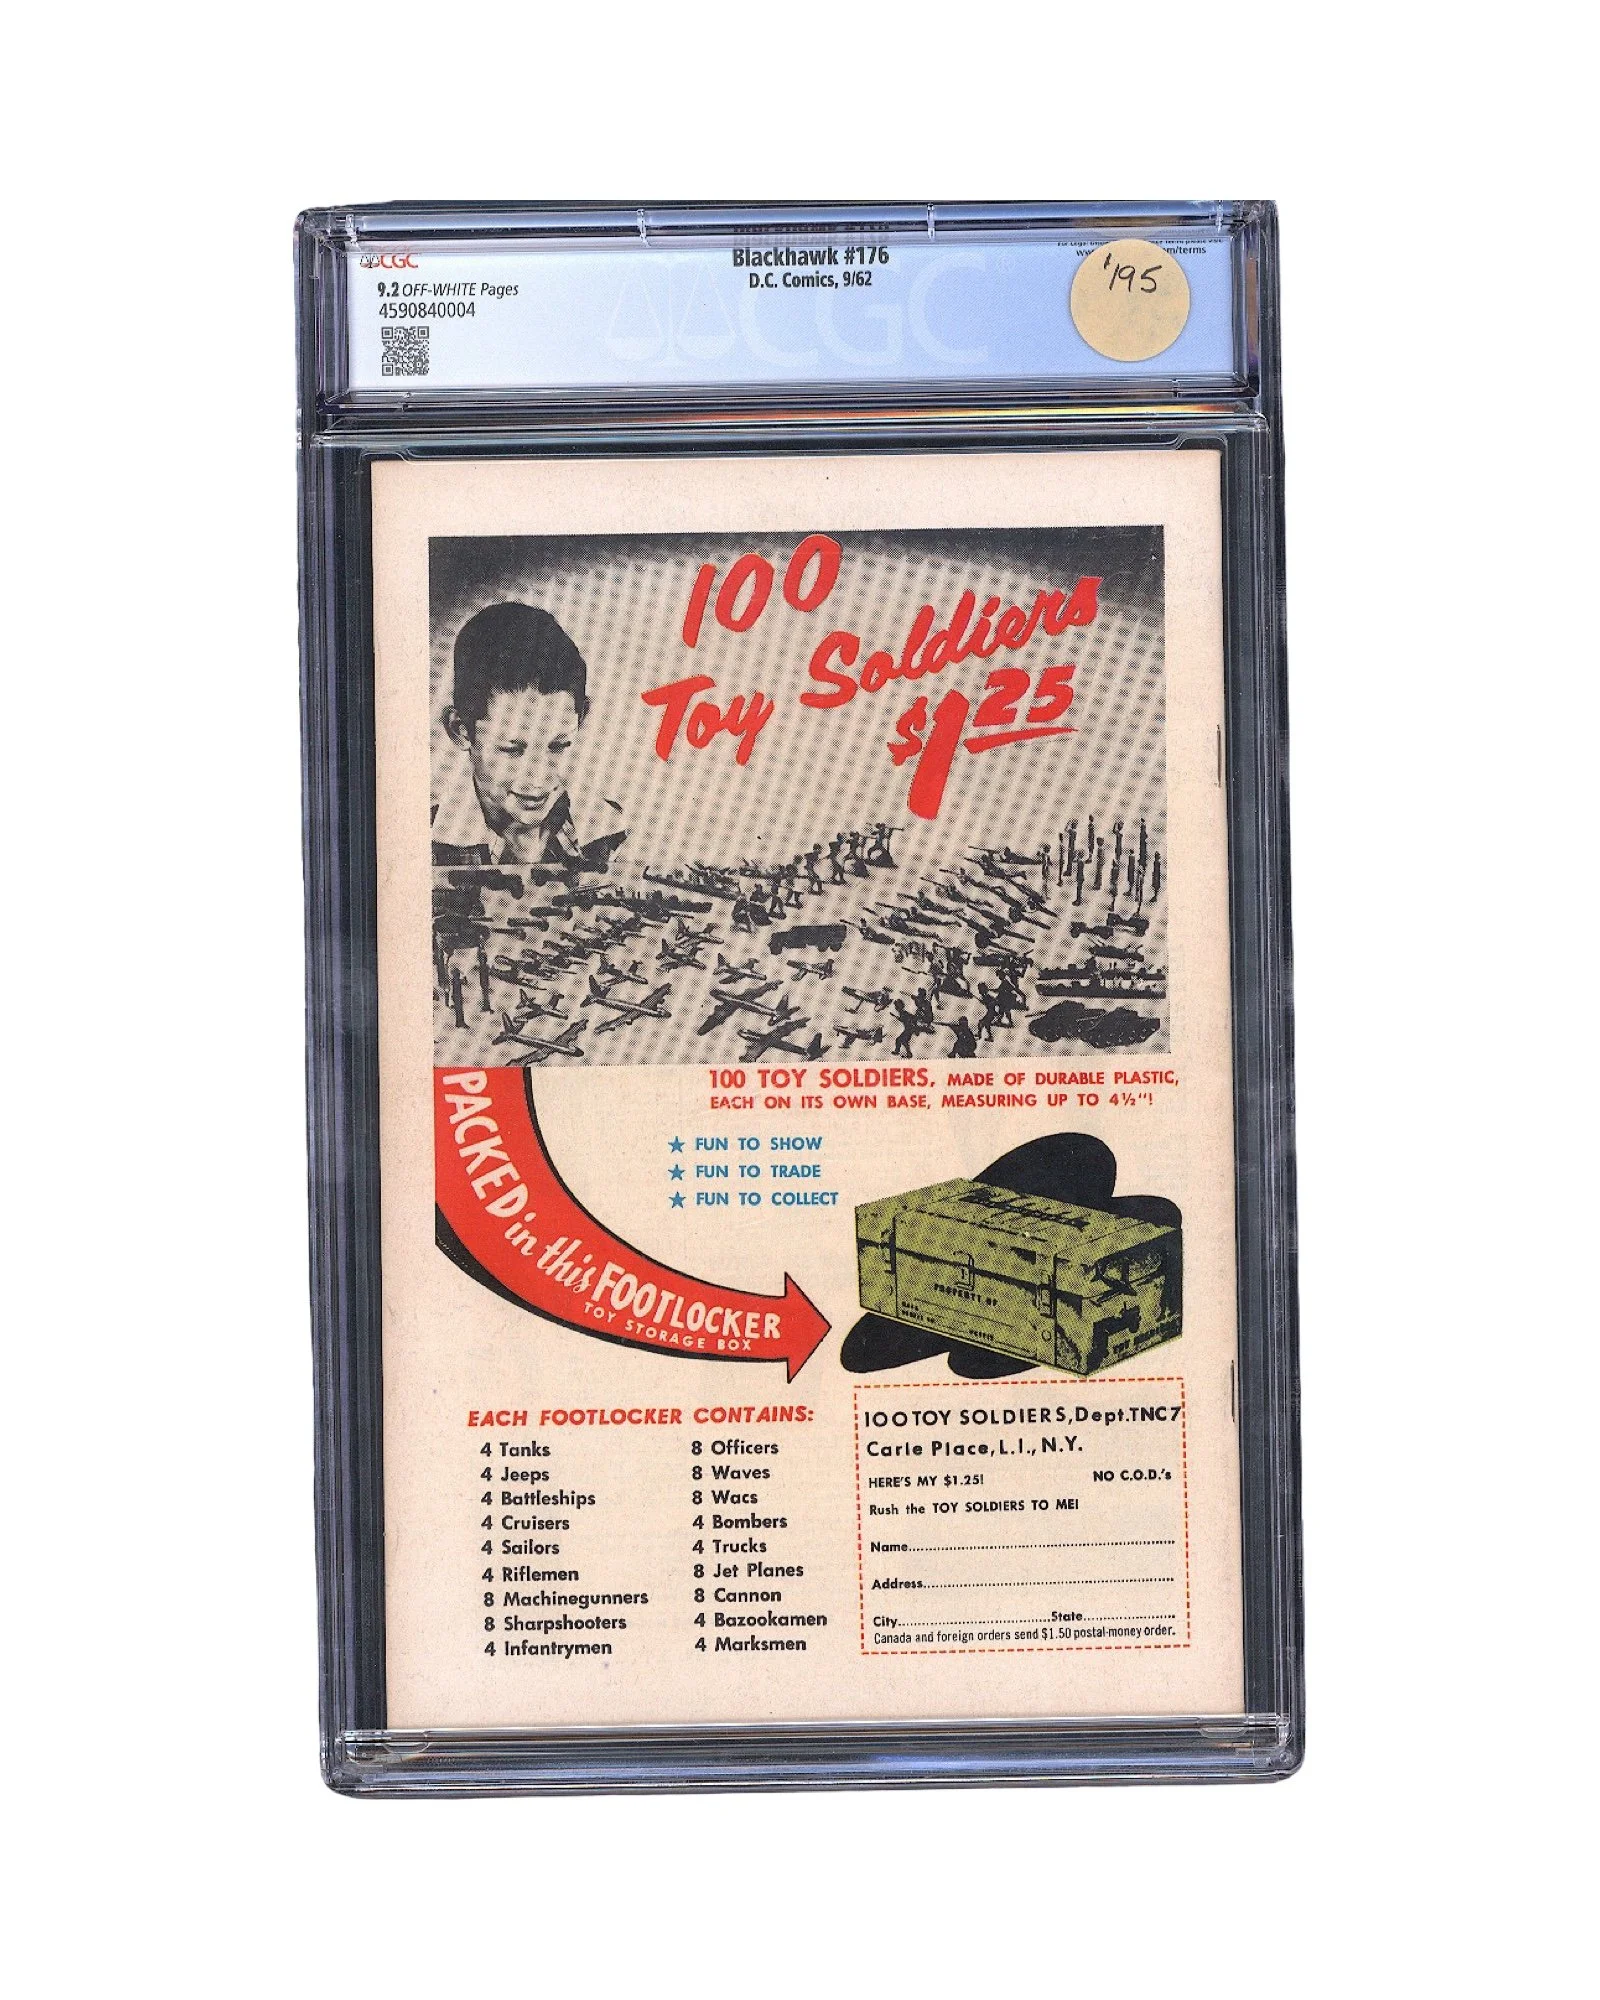 CGC
Blackhawk #176
D.C. Comics, 9/62
9.2 OFF-WHITE Pages
4590840004
CGC
$195
100
Toy Soldiers
$1 25
100 TOY SOLDIERS, MADE OF DURABLE PLASTIC,
EACH ON ITS OWN BASE, MEASURING UP TO 4½"!
★ FUN TO SHOW
★ FUN TO TRADE
★ FUN TO COLLECT
PACKED in this FOOTLOCKER
TOY STORAGE BOX
PROPERTY OF
EACH FOOTLOCKER CONTAINS:
4 Tanks
4 Jeeps
4 Battleships
4 Cruisers
4 Sailors
4 Riflemen
8 Machinegunners
8 Sharpshooters
4 Infantrymen
8 Officers
8 Waves
8 Wacs
4 Bombers
4 Trucks
8 Jet Planes
8 Cannon
4 Bazookamen
4 Marksmen
100 TOY SOLDIERS, Dept. TNC7
Carle Place, L.I., N.Y.
HERE'S MY $1.25! NO C.O.D.'s
Rush the TOY SOLDIERS TO ME!
Name
Address
City State
Canada and foreign orders send $1.50 postal-money order.